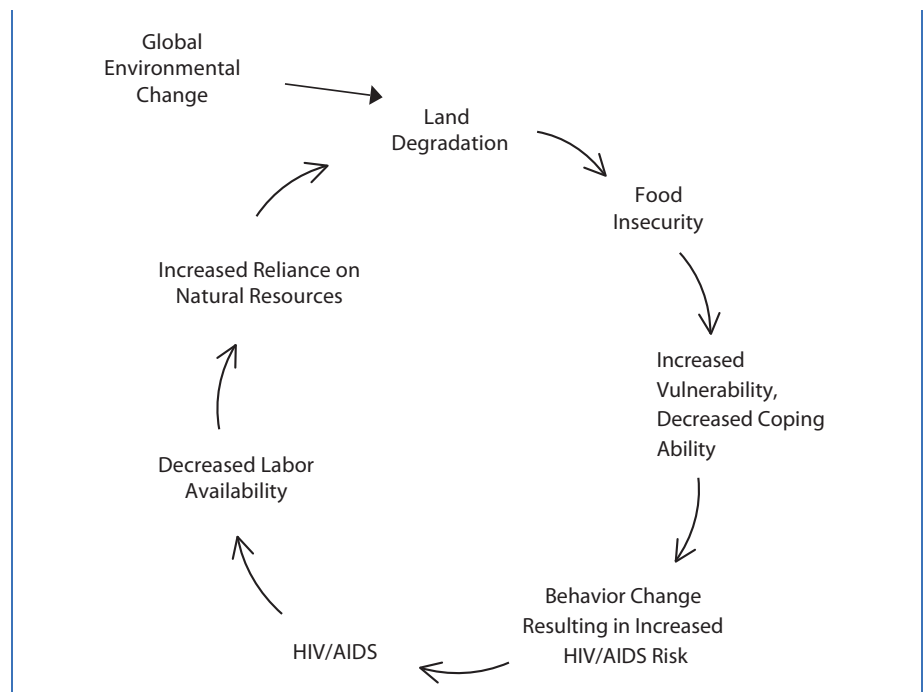 Global
Environmental
Change
Land
Degradation
Food
Insecurity
Increased
Vulnerability,
Decreased Coping
Ability
Behavior Change
Resulting in Increased
HIV/AIDS Risk
HIV/AIDS
Decreased Labor
Availability
Increased Reliance on
Natural Resources